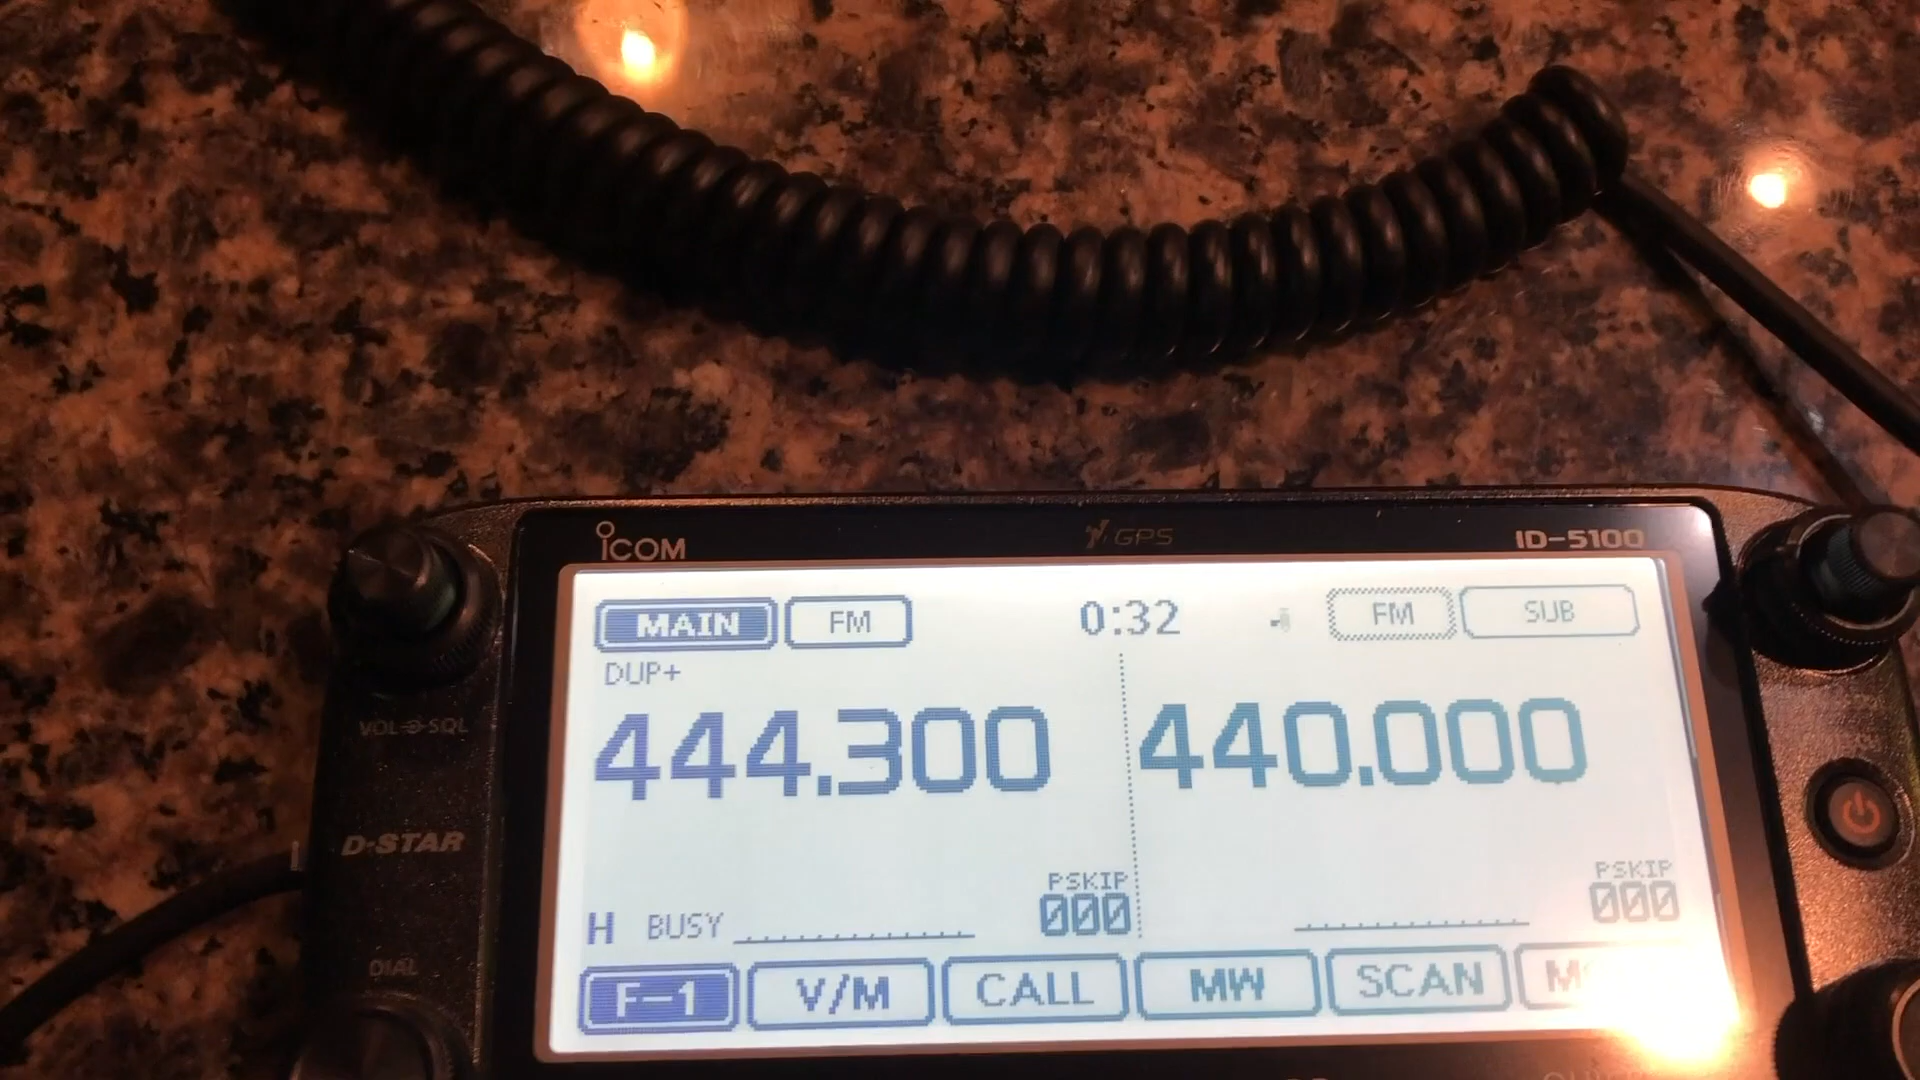 ICOM GPS ID-5100
MAIN FM 0:32 FM SUB
DUP+
444.300 440.000
VOL SQL
D-STAR
PSKIP PSKIP
H BUSY 000 000
DIAL
F-1 V/M CALL MW SCAN